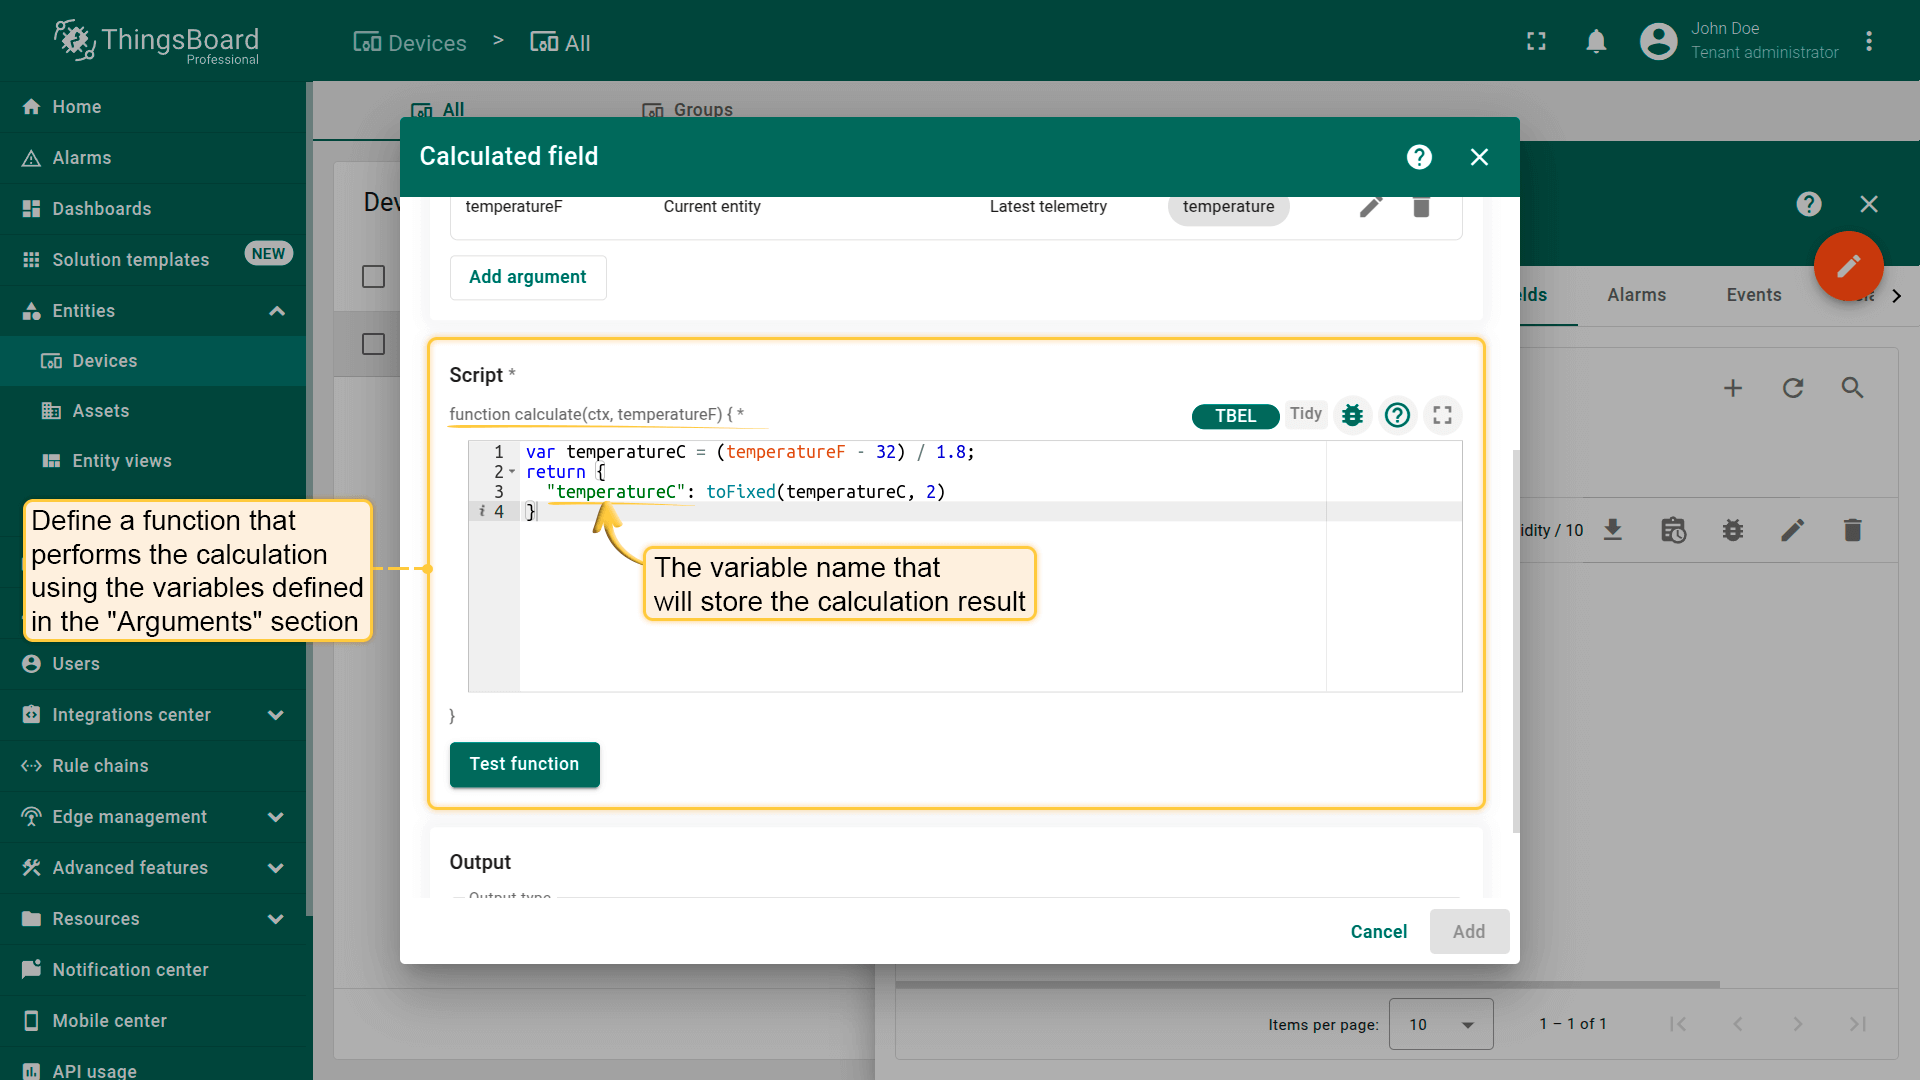 ThingsBoard
Professional
Devices > All
John Doe
Tenant administrator
Home
Alarms
Dashboards
Solution templates NEW
Entities
Devices
Assets
Entity views
Users
Integrations center
Rule chains
Edge management
Advanced features
Resources
Notification center
Mobile center
API usage
All Groups
Dev
Calculated field
temperatureF Current entity Latest telemetry temperature
Add argument
Script *
function calculate(ctx, temperatureF) { *
TBEL Tidy
1 var temperatureC = (temperatureF - 32) / 1.8;
2 return {
3 "temperatureC": toFixed(temperatureC, 2)
i 4 }
}
Test function
Define a function that
performs the calculation
using the variables defined
in the "Arguments" section
The variable name that
will store the calculation result
Output
Output type
Cancel Add
elds Alarms Events
idity / 10
Items per page: 10 1 – 1 of 1